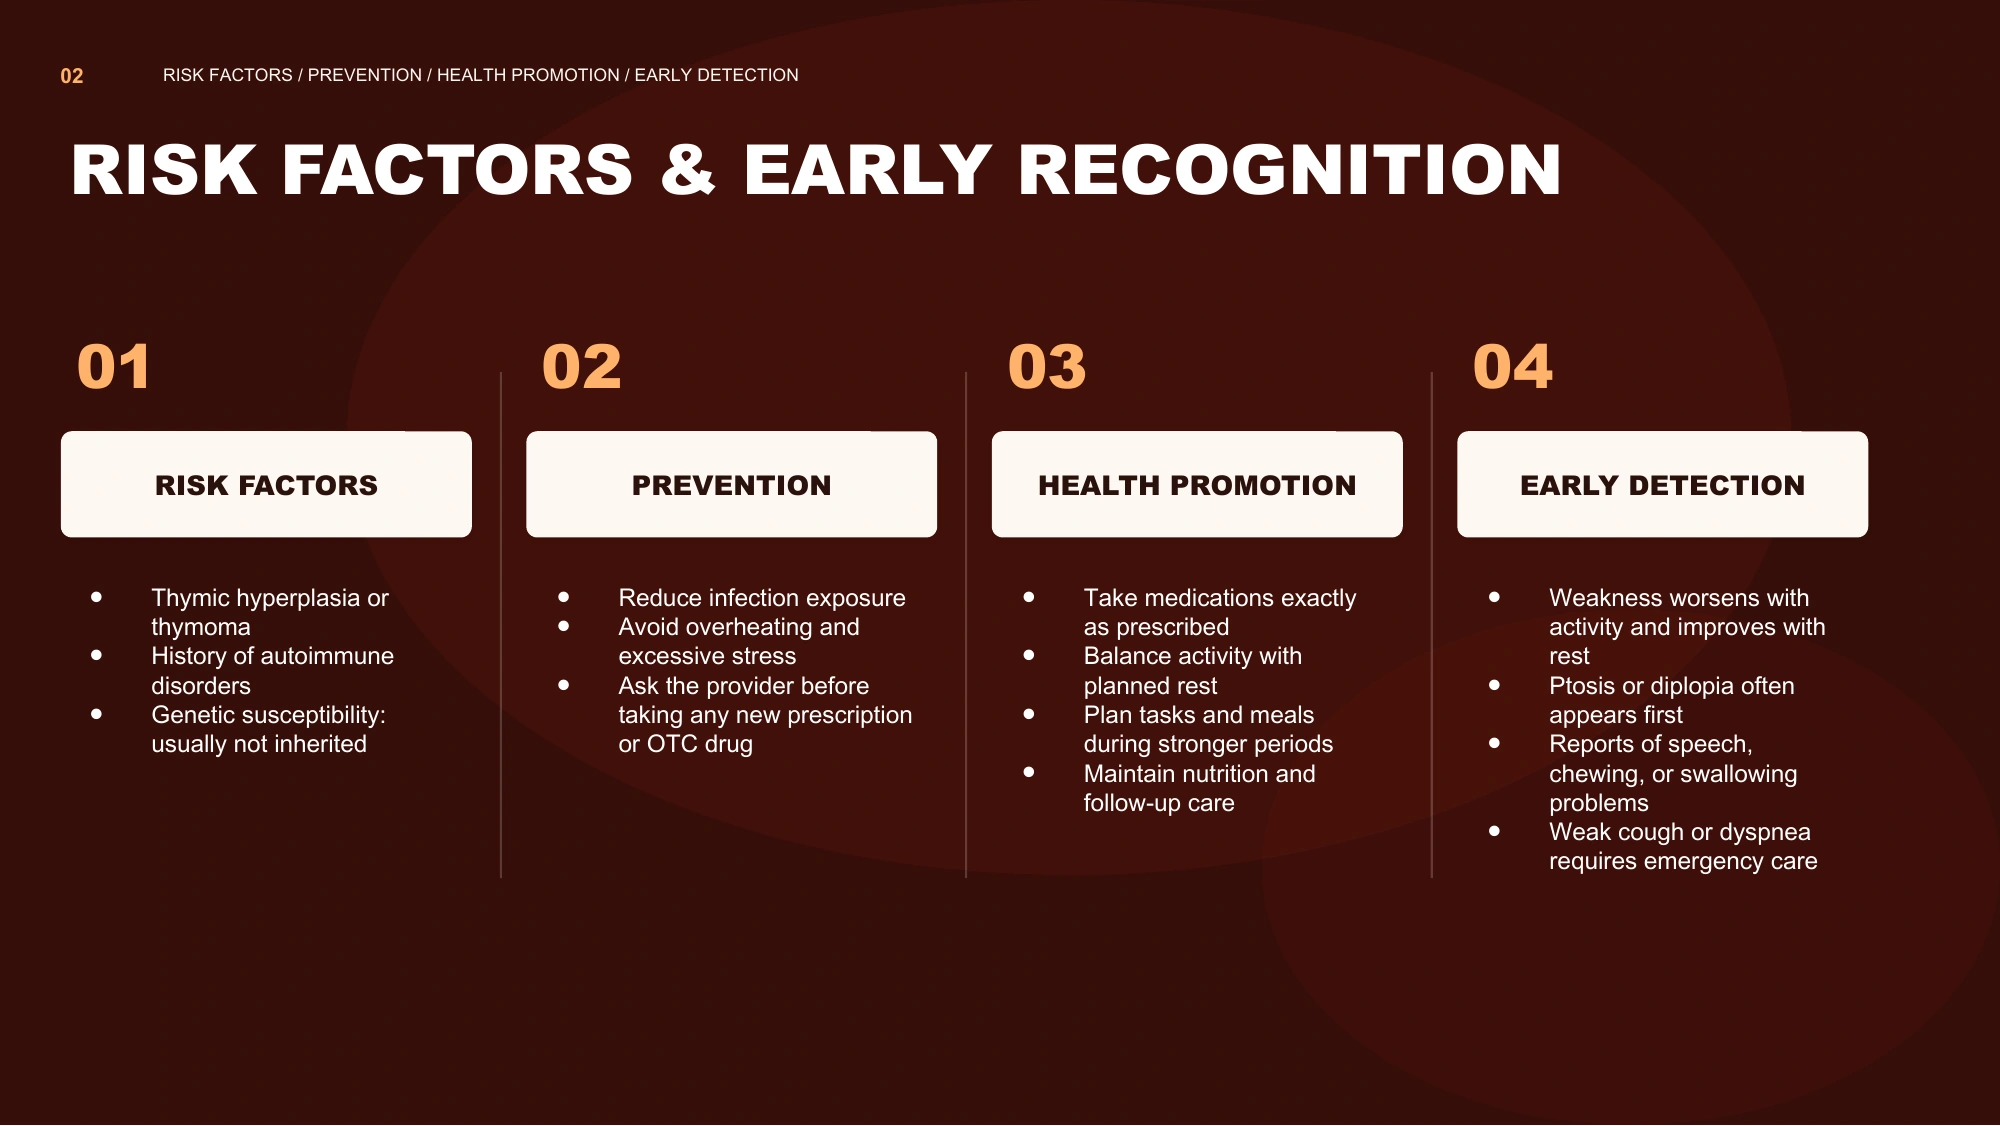 02
RISK FACTORS / PREVENTION / HEALTH PROMOTION / EARLY DETECTION
RISK FACTORS & EARLY RECOGNITION
01
RISK FACTORS
● Thymic hyperplasia or
thymoma
● History of autoimmune
disorders
● Genetic susceptibility:
usually not inherited
02
PREVENTION
● Reduce infection exposure
● Avoid overheating and
excessive stress
● Ask the provider before
taking any new prescription
or OTC drug
03
HEALTH PROMOTION
● Take medications exactly
as prescribed
● Balance activity with
planned rest
● Plan tasks and meals
during stronger periods
● Maintain nutrition and
follow-up care
04
EARLY DETECTION
● Weakness worsens with
activity and improves with
rest
● Ptosis or diplopia often
appears first
● Reports of speech,
chewing, or swallowing
problems
● Weak cough or dyspnea
requires emergency care